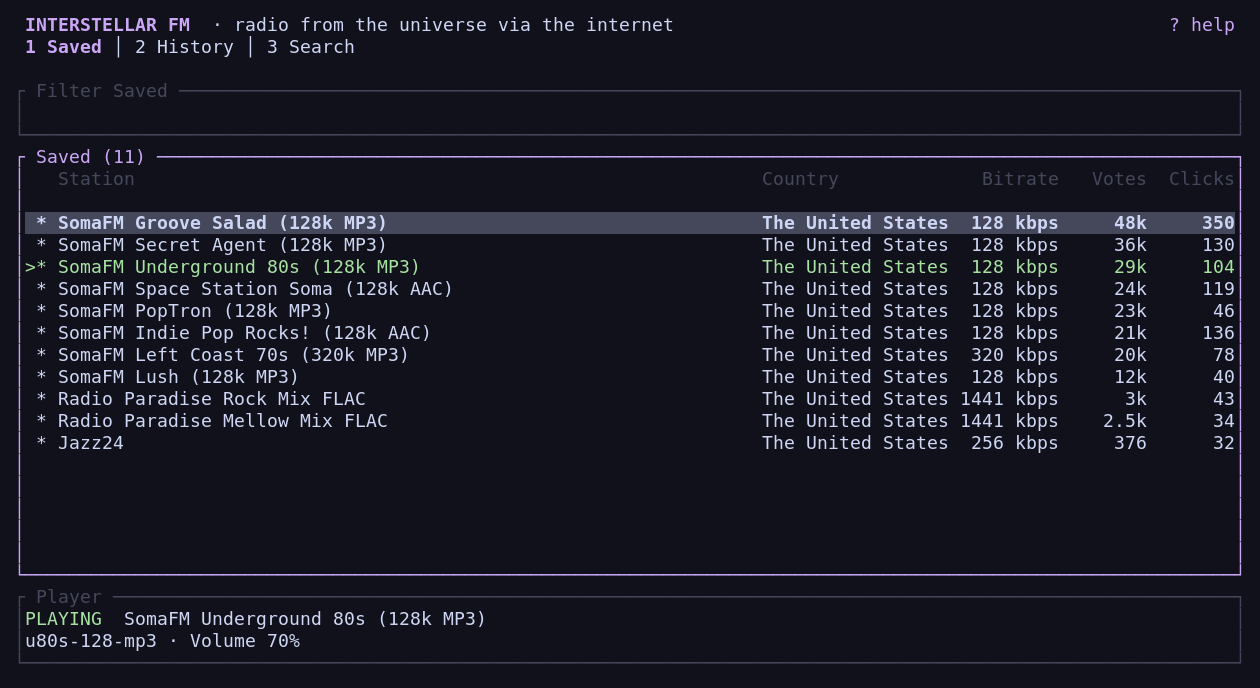 INTERSTELLAR FM · radio from the universe via the internet ? help
1 Saved │ 2 History │ 3 Search
Filter Saved
Saved (11)
Station Country Bitrate Votes Clicks
* SomaFM Groove Salad (128k MP3) The United States 128 kbps 48k 350
* SomaFM Secret Agent (128k MP3) The United States 128 kbps 36k 130
>* SomaFM Underground 80s (128k MP3) The United States 128 kbps 29k 104
* SomaFM Space Station Soma (128k AAC) The United States 128 kbps 24k 119
* SomaFM PopTron (128k MP3) The United States 128 kbps 23k 46
* SomaFM Indie Pop Rocks! (128k AAC) The United States 128 kbps 21k 136
* SomaFM Left Coast 70s (320k MP3) The United States 320 kbps 20k 78
* SomaFM Lush (128k MP3) The United States 128 kbps 12k 40
* Radio Paradise Rock Mix FLAC The United States 1441 kbps 3k 43
* Radio Paradise Mellow Mix FLAC The United States 1441 kbps 2.5k 34
* Jazz24 The United States 256 kbps 376 32
Player
PLAYING SomaFM Underground 80s (128k MP3)
u80s-128-mp3 · Volume 70%